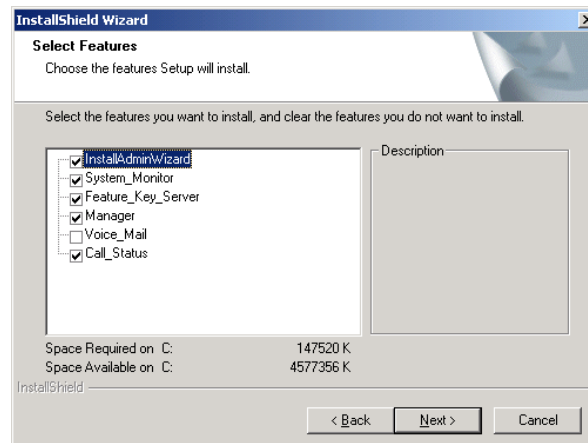 InstallShield Wizard
Select Features
Choose the features Setup will install.
Select the features you want to install, and clear the features you do not want to install.
InstallAdminWizard
System_Monitor
Feature_Key_Server
Manager
Voice_Mail
Call_Status
Description
Space Required on C: 147520 K
Space Available on C: 4577356 K
InstallShield
< Back Next > Cancel